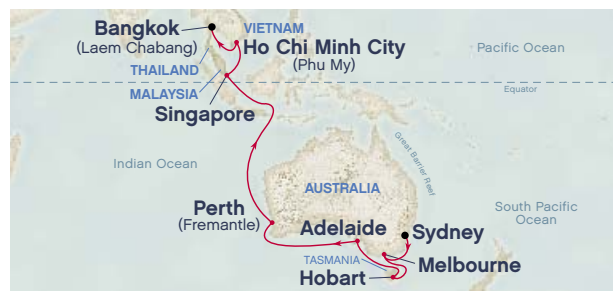 Bangkok
(Laem Chabang)
VIETNAM
Ho Chi Minh City
(Phu My)
Pacific Ocean
THAILAND
MALAYSIA
Equator
Singapore
Great Barrier Reef
Indian Ocean
AUSTRALIA
Perth
(Fremantle)
South Pacific
Ocean
Adelaide
Sydney
TASMANIA
Melbourne
Hobart